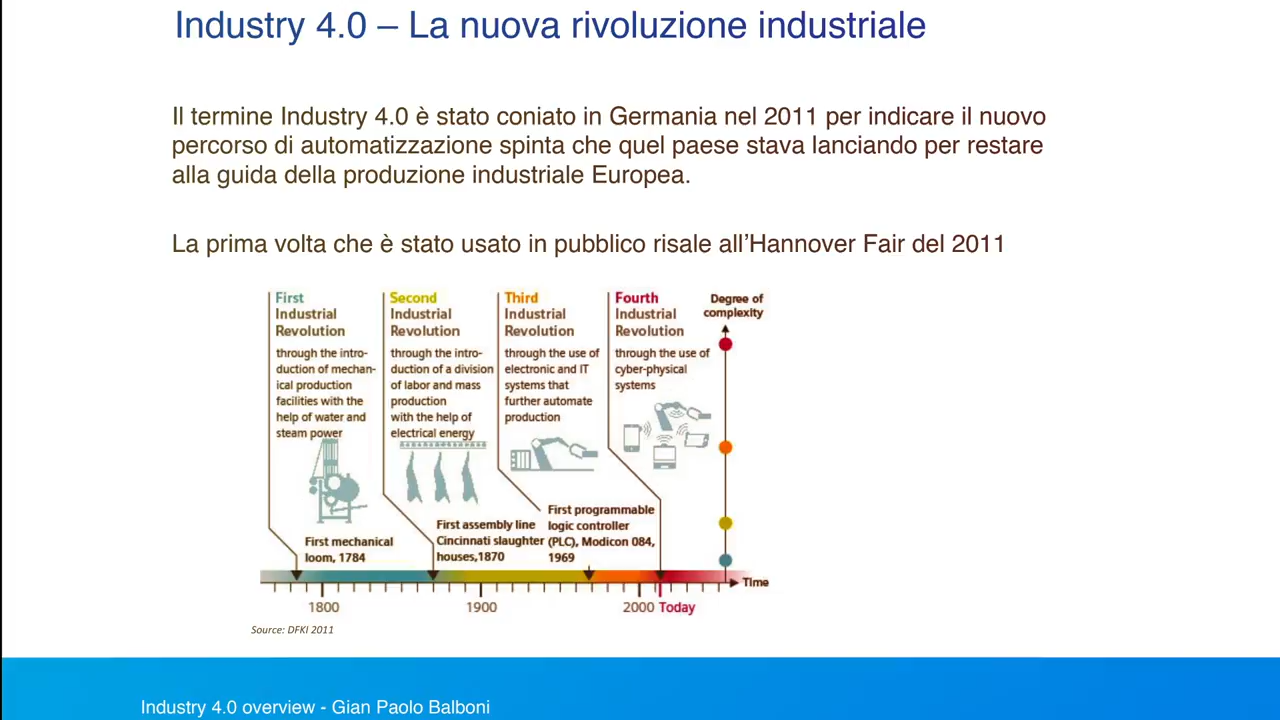 Industry 4.0 – La nuova rivoluzione industriale
Il termine Industry 4.0 è stato coniato in Germania nel 2011 per indicare il nuovo
percorso di automatizzazione spinta che quel paese stava lanciando per restare
alla guida della produzione industriale Europea.
La prima volta che è stato usato in pubblico risale all’Hannover Fair del 2011
First
Industrial
Revolution
through the intro-
duction of mechan-
ical production
facilities with the
help of water and
steam power
Second
Industrial
Revolution
through the intro-
duction of a division
of labor and mass
production
with the help of
electrical energy
Third
Industrial
Revolution
through the use of
electronic and IT
systems that
further automate
production
Fourth
Industrial
Revolution
through the use of
cyber-physical
systems
Degree of
complexity
First mechanical
loom, 1784
First assembly line
Cincinnati slaughter
houses,1870
First programmable
logic controller
(PLC), Modicon 084,
1969
Time
1800
1900
2000 Today
Source: DFKI 2011
Industry 4.0 overview - Gian Paolo Balboni